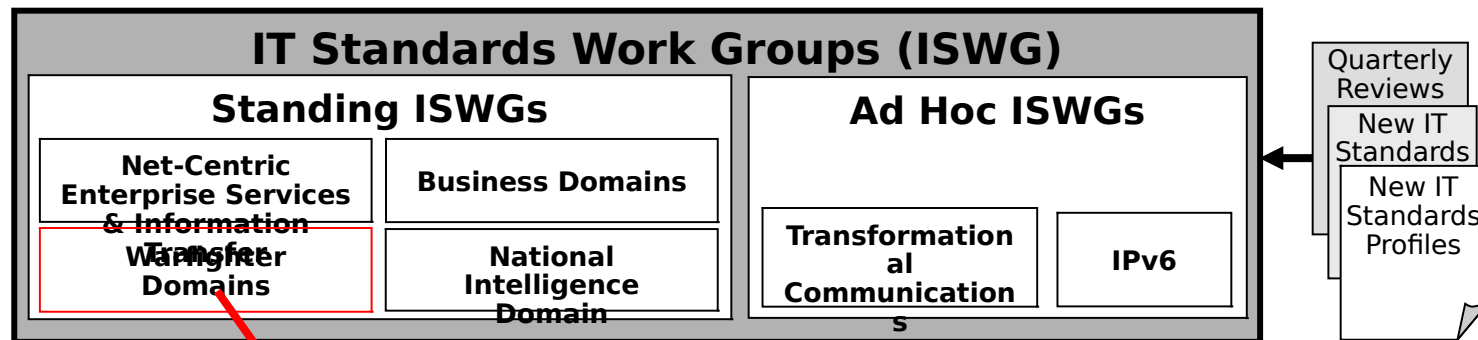 IT Standards Work Groups (ISWG)
Standing ISWGs
Net-Centric
Enterprise Services
& Information
Transfer
Business Domains
Warfighter
Domains
National
Intelligence
Domain
Ad Hoc ISWGs
Transformation
al
Communication
s
IPv6
Quarterly
Reviews
New IT
Standards
New IT
Standards
Profiles